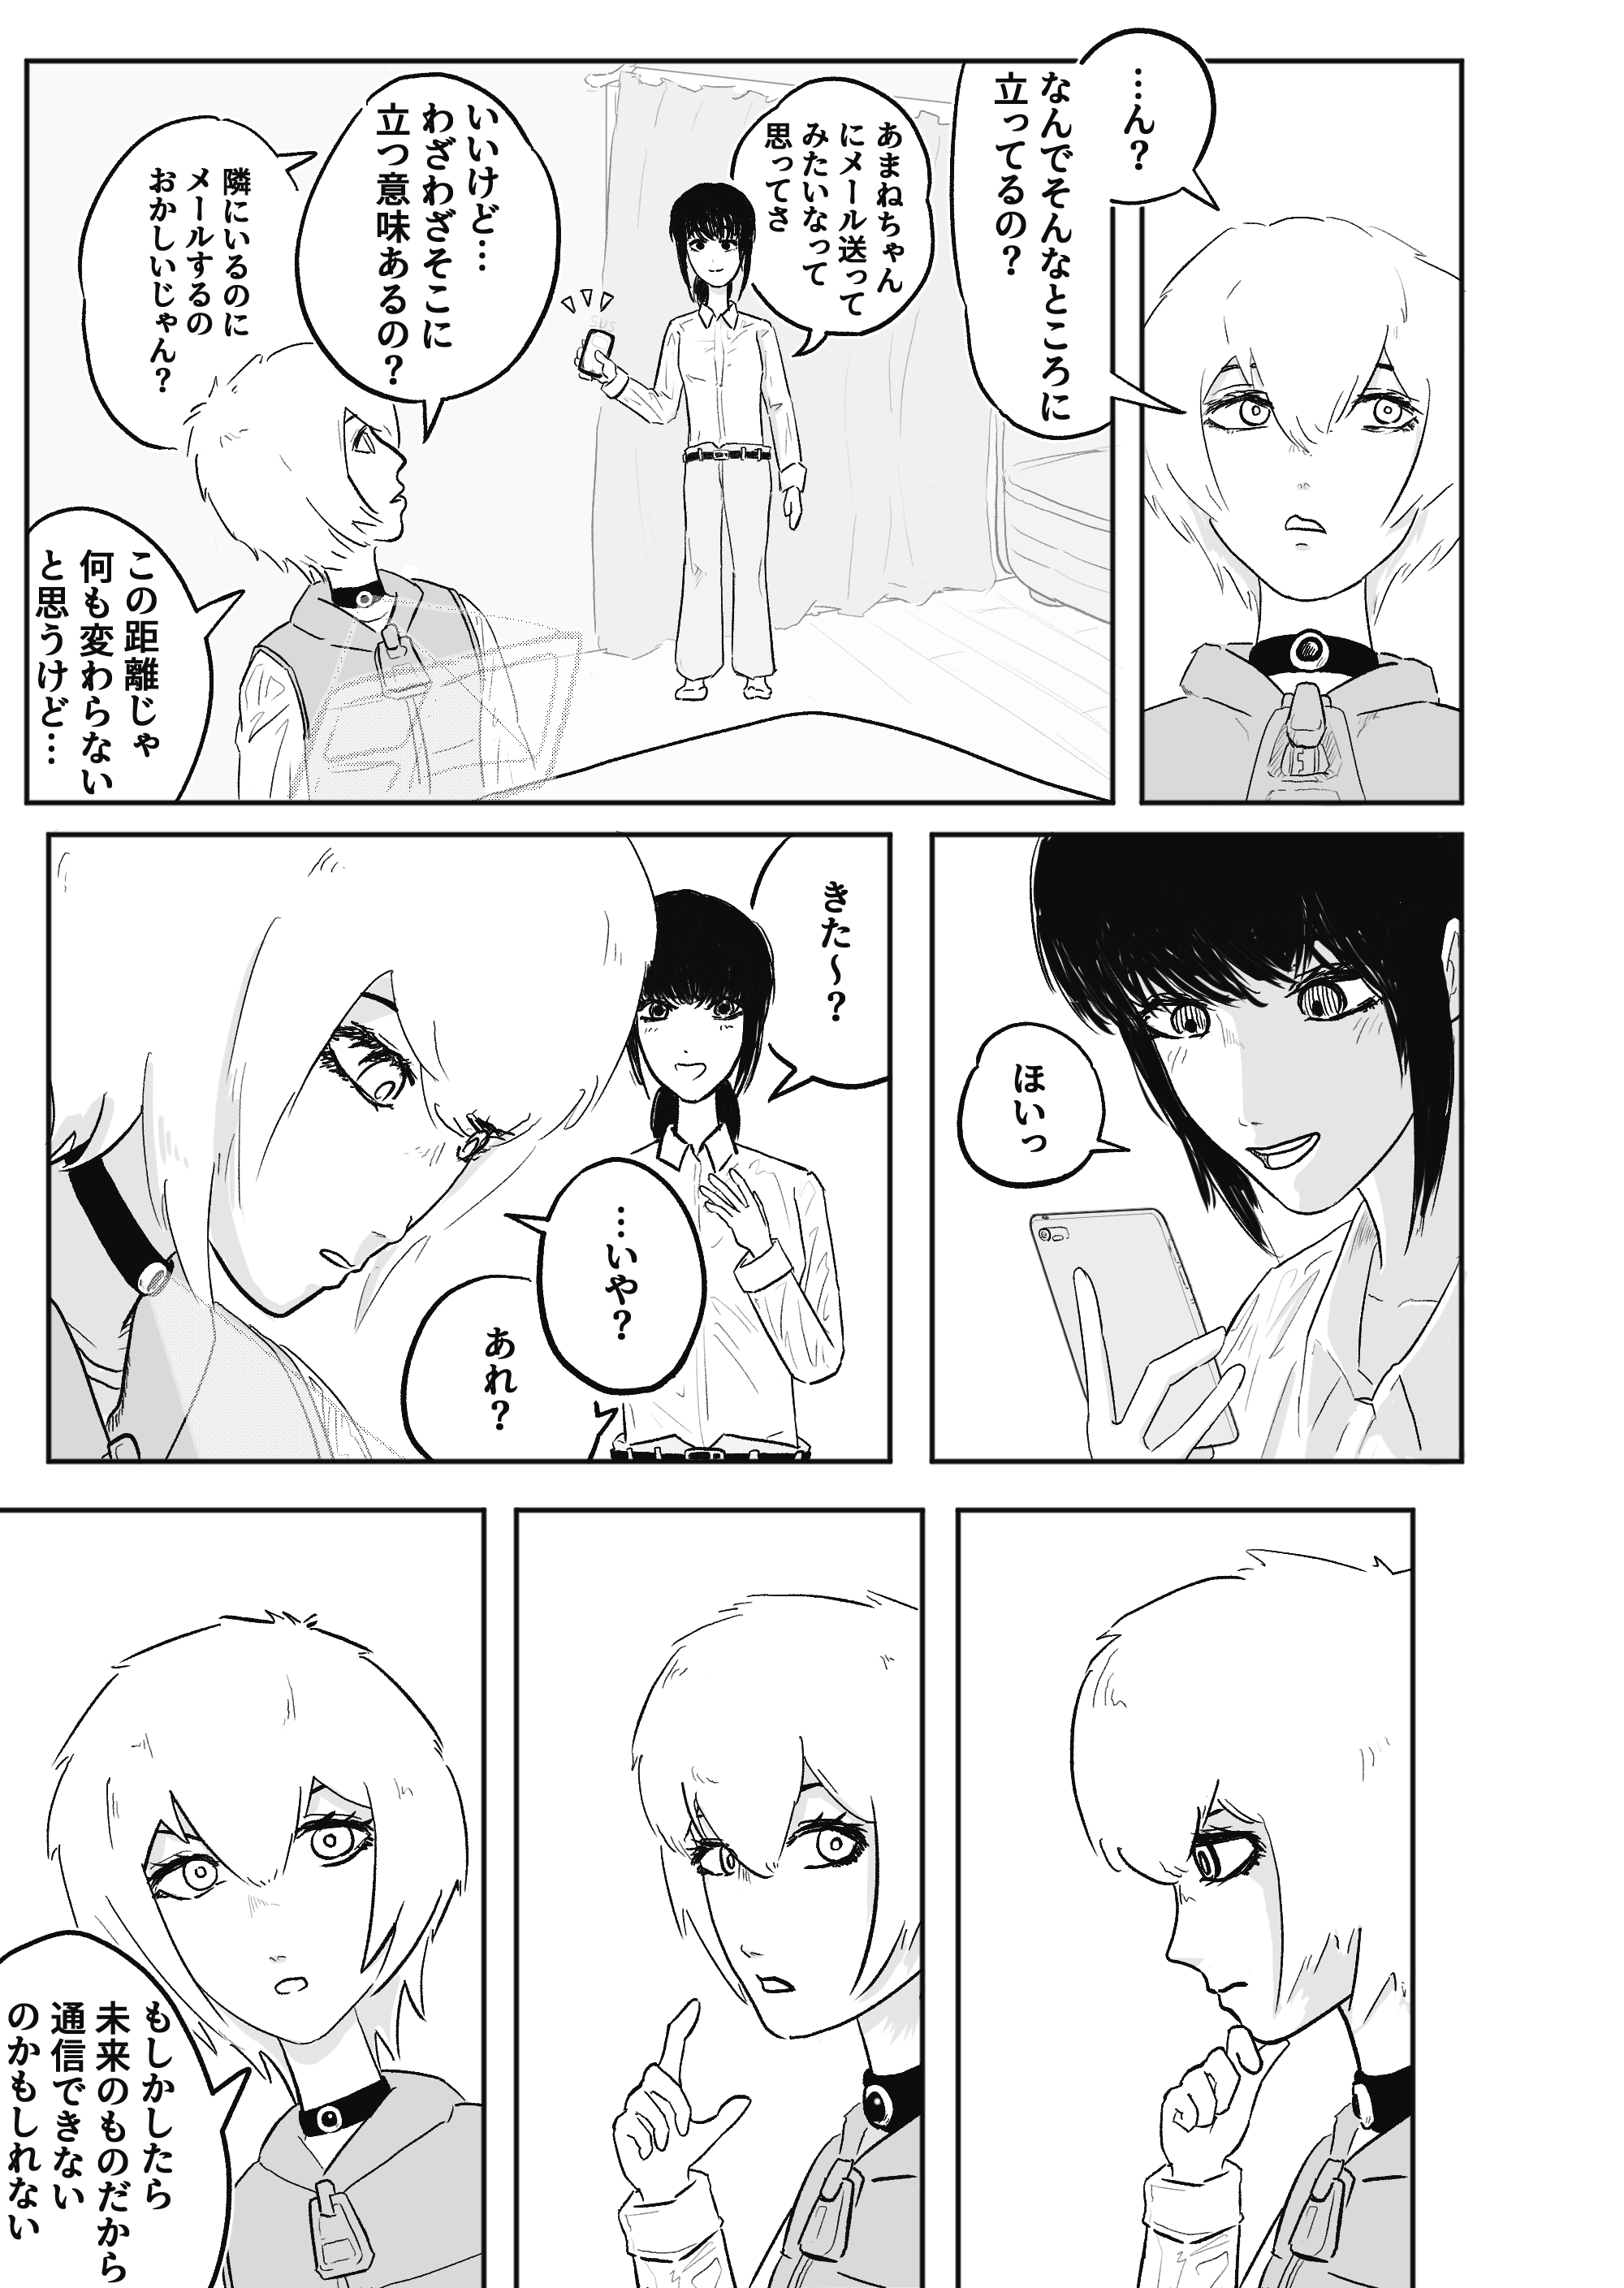 …ん?
なんでそんなところに
立ってるの?
あまねちゃん
にメール送って
みたいなって
思ってさ
いいけど…
わざわざそこに
立つ意味あるの?
隣にいるのに
メールするの
おかしいじゃん?
この距離じゃ
何も変わらない
と思うけど…
ほいっ
きた~?
…いや?
あれ?
もしかしたら
未来のものだから
通信できない
のかもしれない